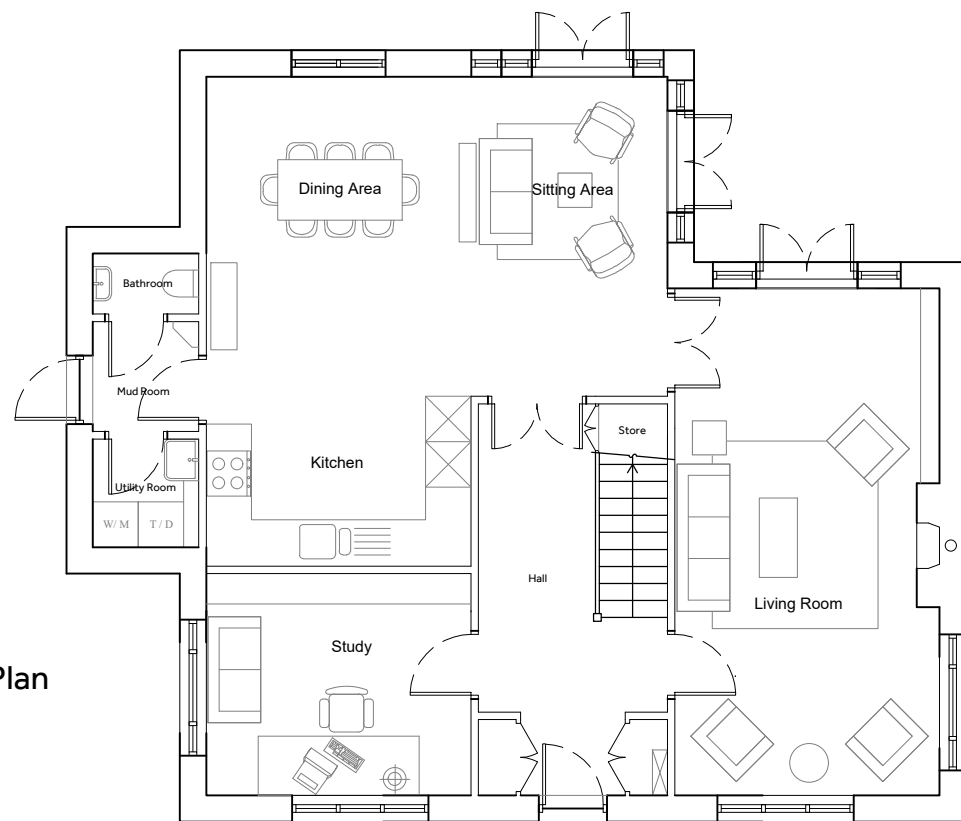 Dining Area
Sitting Area
Bathroom
Mud Room
Store
Kitchen
Utility Room
W/M
T/D
Hall
Living Room
Study
Plan